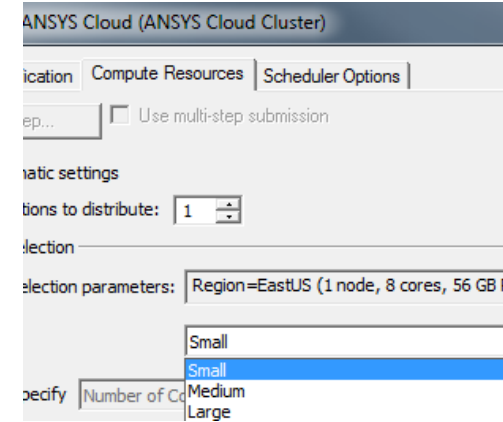 ANSYS Cloud (ANSYS Cloud Cluster)
ication Compute Resources Scheduler Options
ep... Use multi-step submission
natic settings
tions to distribute: 1
election
election parameters: Region=EastUS (1 node, 8 cores, 56 GB
Small
Small
pecify Number of Co Medium
Large